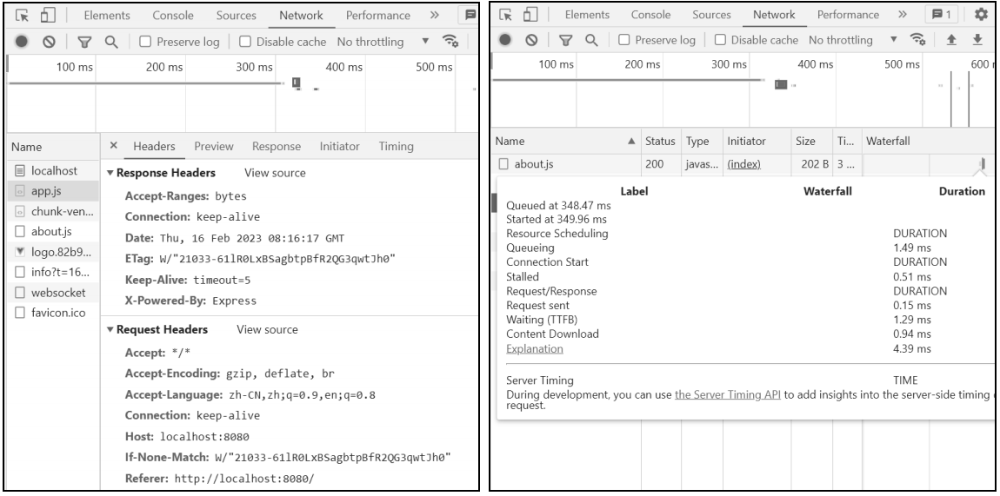 Elements Console Sources Network Performance »
Preserve log Disable cache No throttling ▼
100 ms 200 ms 300 ms 400 ms 500 ms
Name
localhost
app.js
chunk-ven...
about.js
logo.82b9...
info?t=16...
websocket
favicon.ico
× Headers Preview Response Initiator Timing
▼ Response Headers View source
Accept-Ranges: bytes
Connection: keep-alive
Date: Thu, 16 Feb 2023 08:16:17 GMT
ETag: W/"21033-61lR0LxBSagbtpBfR2QG3qwtJh0"
Keep-Alive: timeout=5
X-Powered-By: Express
▼ Request Headers View source
Accept: */*
Accept-Encoding: gzip, deflate, br
Accept-Language: zh-CN,zh;q=0.9,en;q=0.8
Connection: keep-alive
Host: localhost:8080
If-None-Match: W/"21033-61lR0LxBSagbtpBfR2QG3qwtJh0"
Referer: http://localhost:8080/
Elements Console Sources Network Performance » 1
Preserve log Disable cache No throttling ▼
100 ms 200 ms 300 ms 400 ms 500 ms 600 r
Name ▲ Status Type Initiator Size Ti... Waterfall
about.js 200 javas... (index) 202 B 3 ...
Label Waterfall Duration
Queued at 348.47 ms
Started at 349.96 ms
Resource Scheduling DURATION
Queueing 1.49 ms
Connection Start DURATION
Stalled 0.51 ms
Request/Response DURATION
Request sent 0.15 ms
Waiting (TTFB) 1.29 ms
Content Download 0.94 ms
Explanation 4.39 ms
Server Timing TIME
During development, you can use the Server Timing API to add insights into the server-side timing
request.